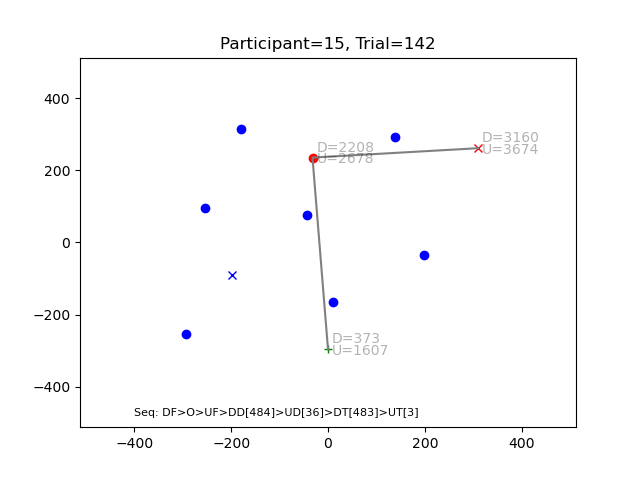 Participant=15, Trial=142
400
200
0
−200
−400
D=2208
U=2678
D=3160
U=3674
D=373
U=1607
Seq: DF>O>UF>DD[484]>UD[36]>DT[483]>UT[3]
−400 −200 0 200 400